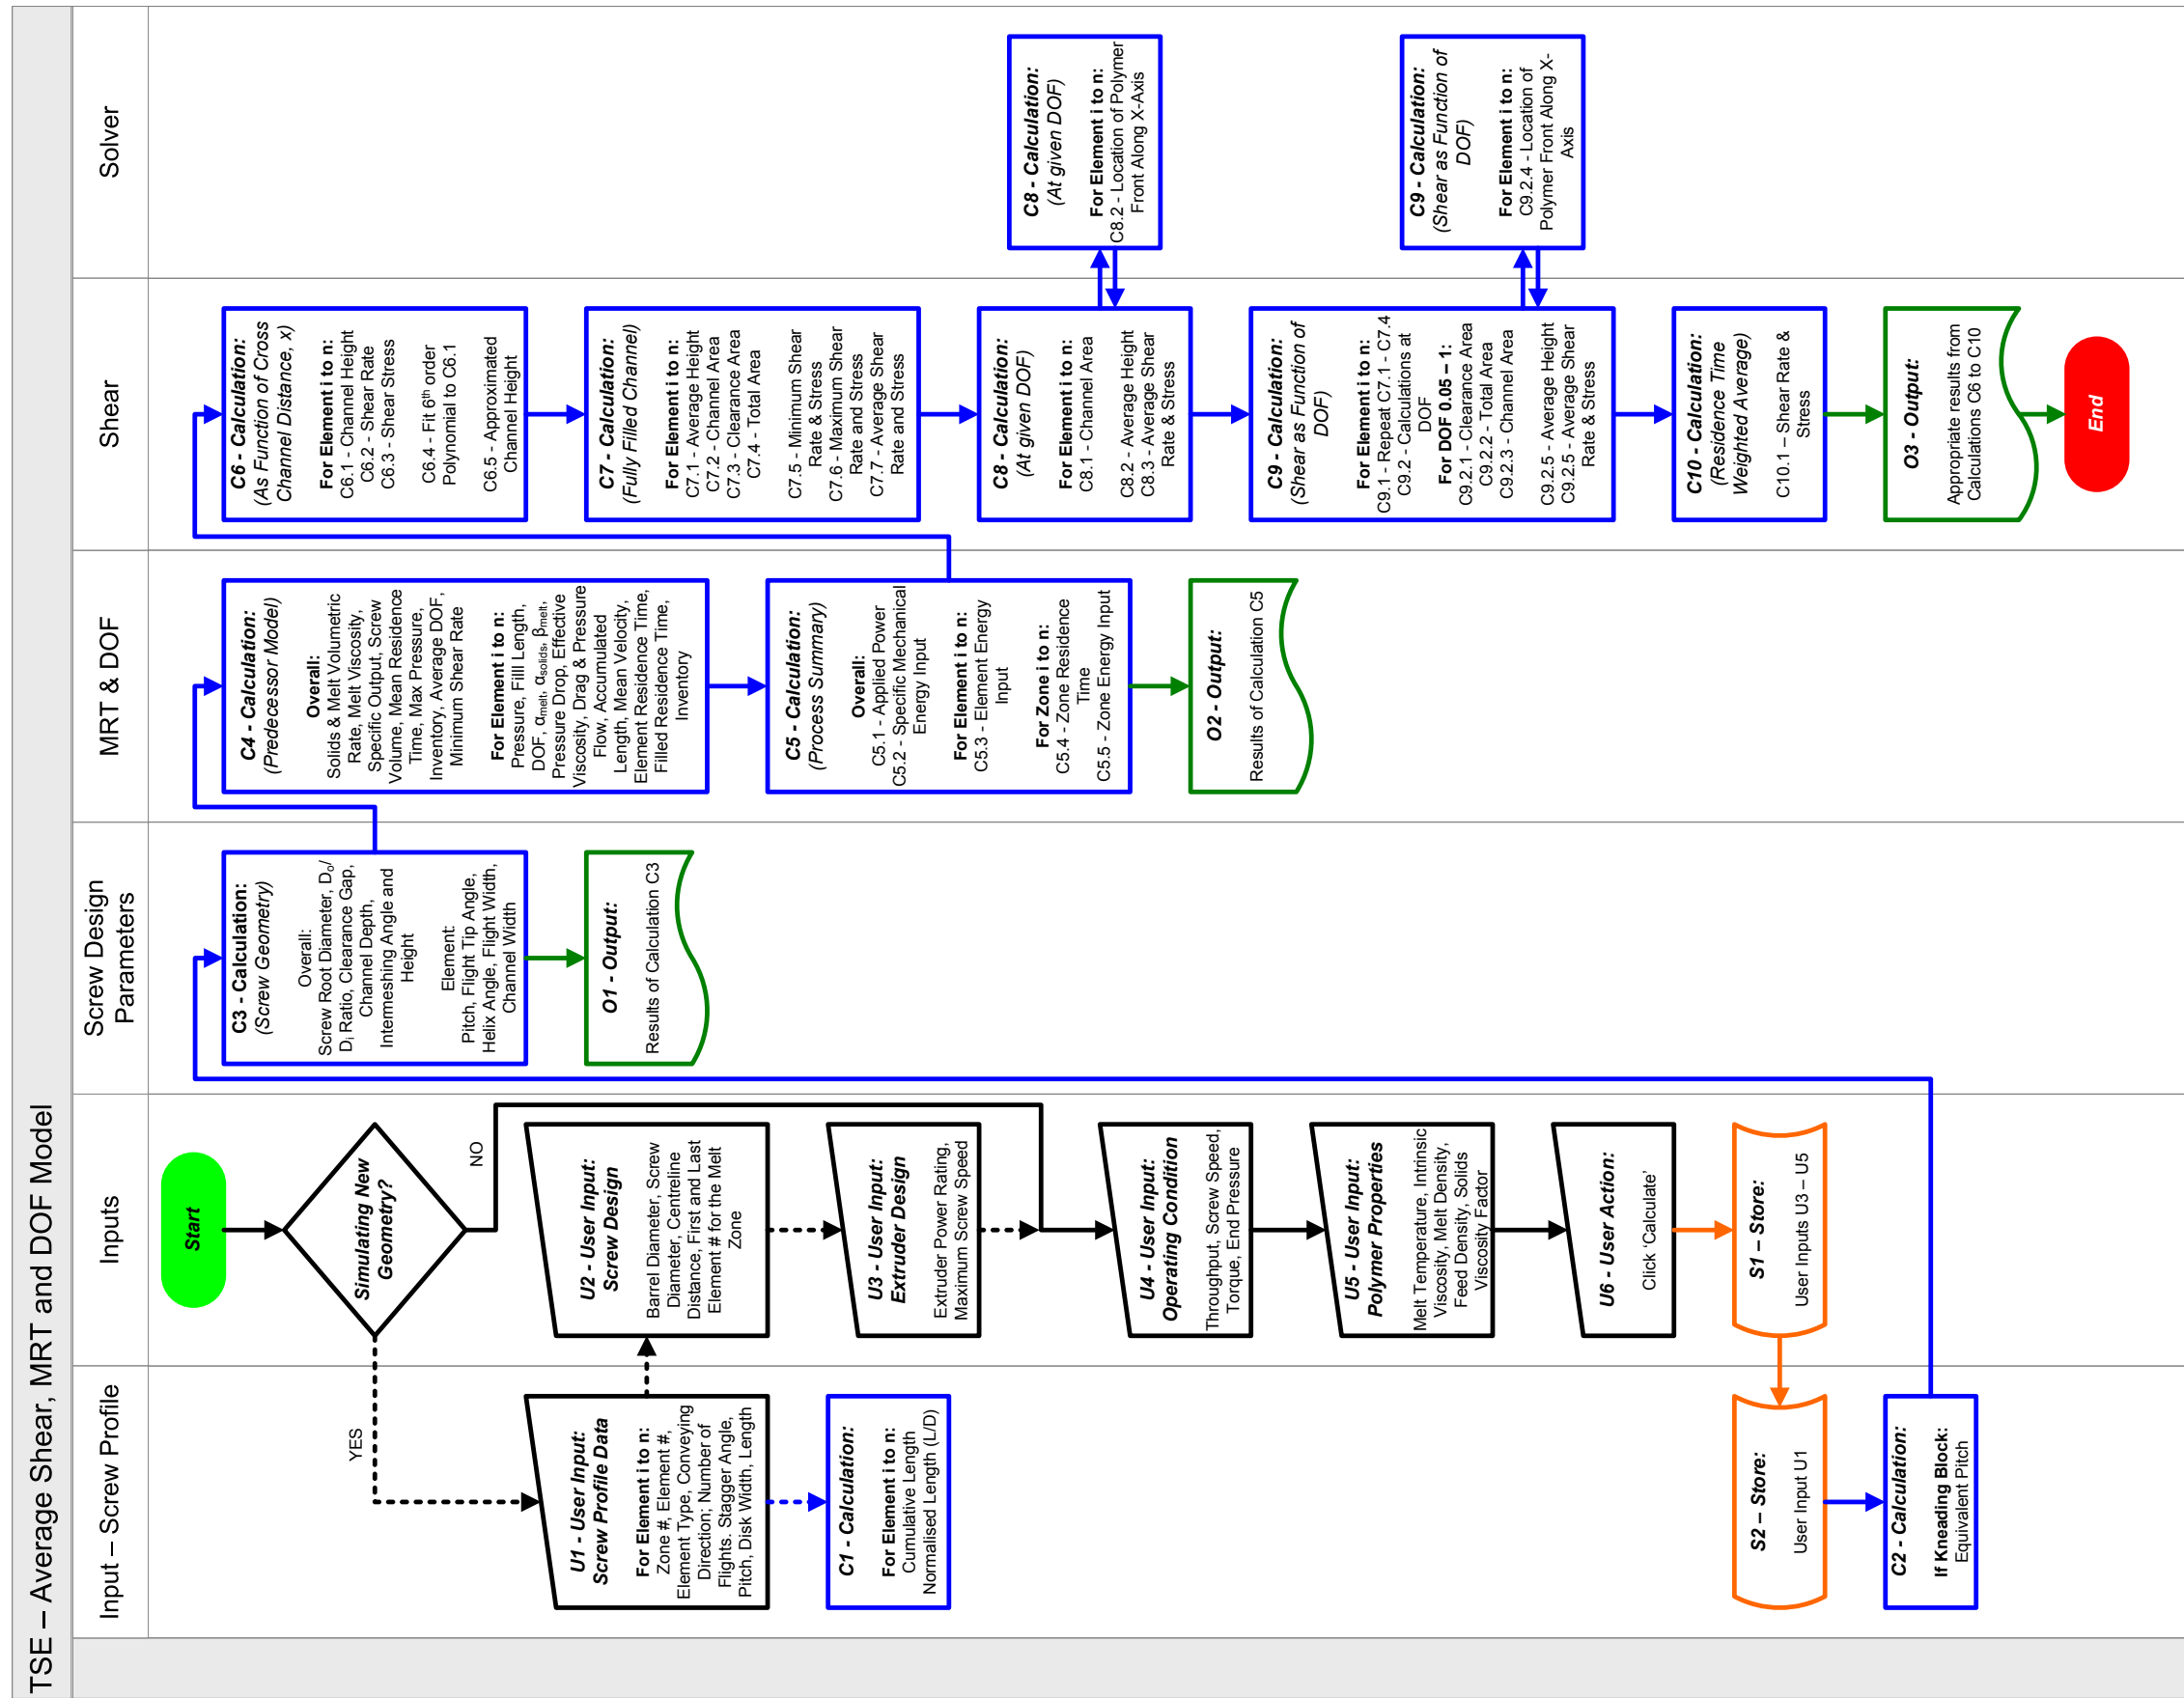 TSE – Average Shear, MRT and DOF Model
Input – Screw Profile
Inputs
Screw Design
Parameters
MRT & DOF
Shear
Solver
Start
Simulating New
Geometry?
YES
NO
U1 - User Input:
Screw Profile Data
For Element i to n:
Zone #, Element #,
Element Type, Conveying
Direction; Number of
Flights. Stagger Angle,
Pitch, Disk Width, Length
C1 - Calculation:
For Element i to n:
Cumulative Length
Normalised Length (L/D)
U2 - User Input:
Screw Design
Barrel Diameter, Screw
Diameter, Centreline
Distance, First and Last
Element # for the Melt
Zone
U3 - User Input:
Extruder Design
Extruder Power Rating,
Maximum Screw Speed
U4 - User Input:
Operating Condition
Throughput, Screw Speed,
Torque, End Pressure
U5 - User Input:
Polymer Properties
Melt Temperature, Intrinsic
Viscosity, Melt Density,
Feed Density, Solids
Viscosity Factor
U6 - User Action:
Click ‘Calculate’
S1 – Store:
User Inputs U3 – U5
S2 – Store:
User Input U1
C2 - Calculation:
If Kneading Block:
Equivalent Pitch
C3 - Calculation:
(Screw Geometry)
Overall:
Screw Root Diameter, Do/
Di Ratio, Clearance Gap,
Channel Depth,
Intermeshing Angle and
Height
Element:
Pitch, Flight Tip Angle,
Helix Angle, Flight Width,
Channel Width
O1 - Output:
Results of Calculation C3
C4 - Calculation:
(Predecessor Model)
Overall:
Solids & Melt Volumetric
Rate, Melt Viscosity,
Specific Output, Screw
Volume, Mean Residence
Time, Max Pressure,
Inventory, Average DOF,
Minimum Shear Rate
For Element i to n:
Pressure, Fill Length,
DOF, αmelt, αsolids, βmelt,
Pressure Drop, Effective
Viscosity, Drag & Pressure
Flow, Accumulated
Length, Mean Velocity,
Element Residence Time,
Filled Residence Time,
Inventory
C5 - Calculation:
(Process Summary)
Overall:
C5.1 - Applied Power
C5.2 - Specific Mechanical
Energy Input
For Element i to n:
C5.3 - Element Energy
Input
For Zone i to n:
C5.4 - Zone Residence
Time
C5.5 - Zone Energy Input
O2 - Output:
Results of Calculation C5
C6 - Calculation:
(As Function of Cross
Channel Distance, x)
For Element i to n:
C6.1 - Channel Height
C6.2 - Shear Rate
C6.3 - Shear Stress
C6.4 - Fit 6th order
Polynomial to C6.1
C6.5 - Approximated
Channel Height
C7 - Calculation:
(Fully Filled Channel)
For Element i to n:
C7.1 - Average Height
C7.2 - Channel Area
C7.3 - Clearance Area
C7.4 - Total Area
C7.5 - Minimum Shear
Rate & Stress
C7.6 - Maximum Shear
Rate and Stress
C7.7 - Average Shear
Rate and Stress
C8 - Calculation:
(At given DOF)
For Element i to n:
C8.1 - Channel Area
C8.2 - Average Height
C8.3 - Average Shear
Rate & Stress
C8 - Calculation:
(At given DOF)
For Element i to n:
C8.2 - Location of Polymer
Front Along X-Axis
C9 - Calculation:
(Shear as Function of
DOF)
For Element i to n:
C9.1 - Repeat C7.1 - C7.4
C9.2 - Calculations at
DOF
For DOF 0.05 – 1:
C9.2.1 - Clearance Area
C9.2.2 - Total Area
C9.2.3 - Channel Area
C9.2.5 - Average Height
C9.2.5 - Average Shear
Rate & Stress
C9 - Calculation:
(Shear as Function of
DOF)
For Element i to n:
C9.2.4 - Location of
Polymer Front Along X-
Axis
C10 - Calculation:
(Residence Time
Weighted Average)
C10.1 – Shear Rate &
Stress
O3 - Output:
Appropriate results from
Calculations C6 to C10
End